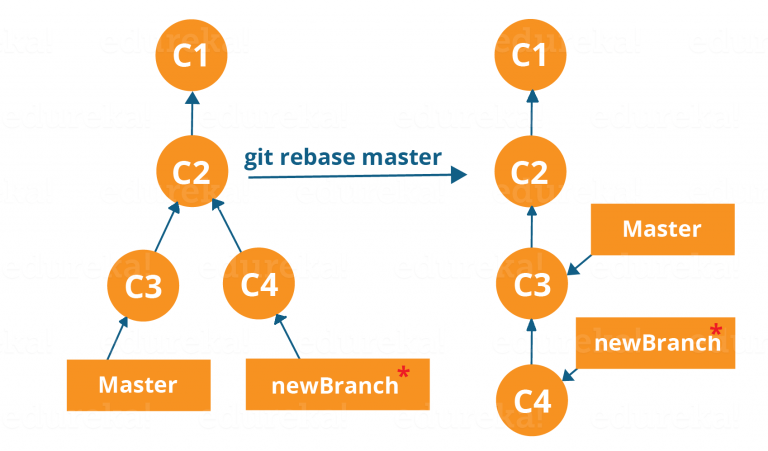 C1
C2
C3
C4
Master
newBranch*
git rebase master
C1
C2
C3
C4
Master
newBranch*
edureka!